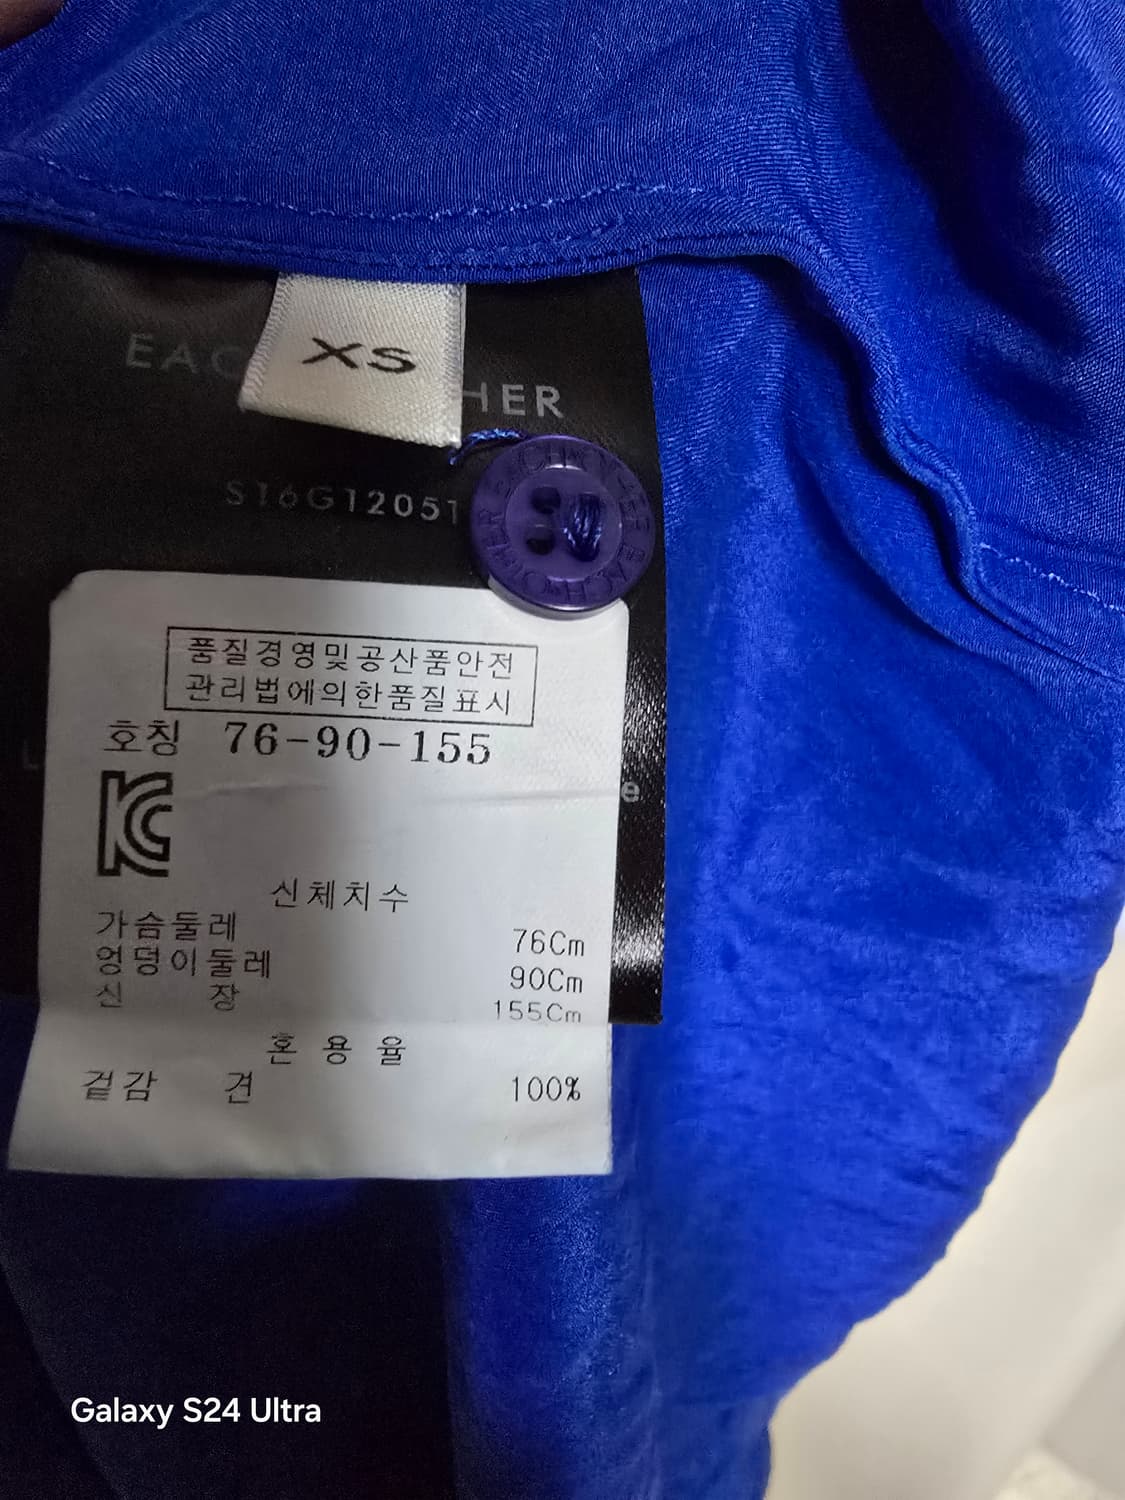 XS
HER
S16G12051
품질경영및공산품안전
관리법에의한품질표시
호칭 76-90-155
신체치수
가슴둘레 76Cm
엉덩이둘레 90Cm
신 장 155Cm
혼 용 율
겉감 견 100%
Galaxy S24 Ultra